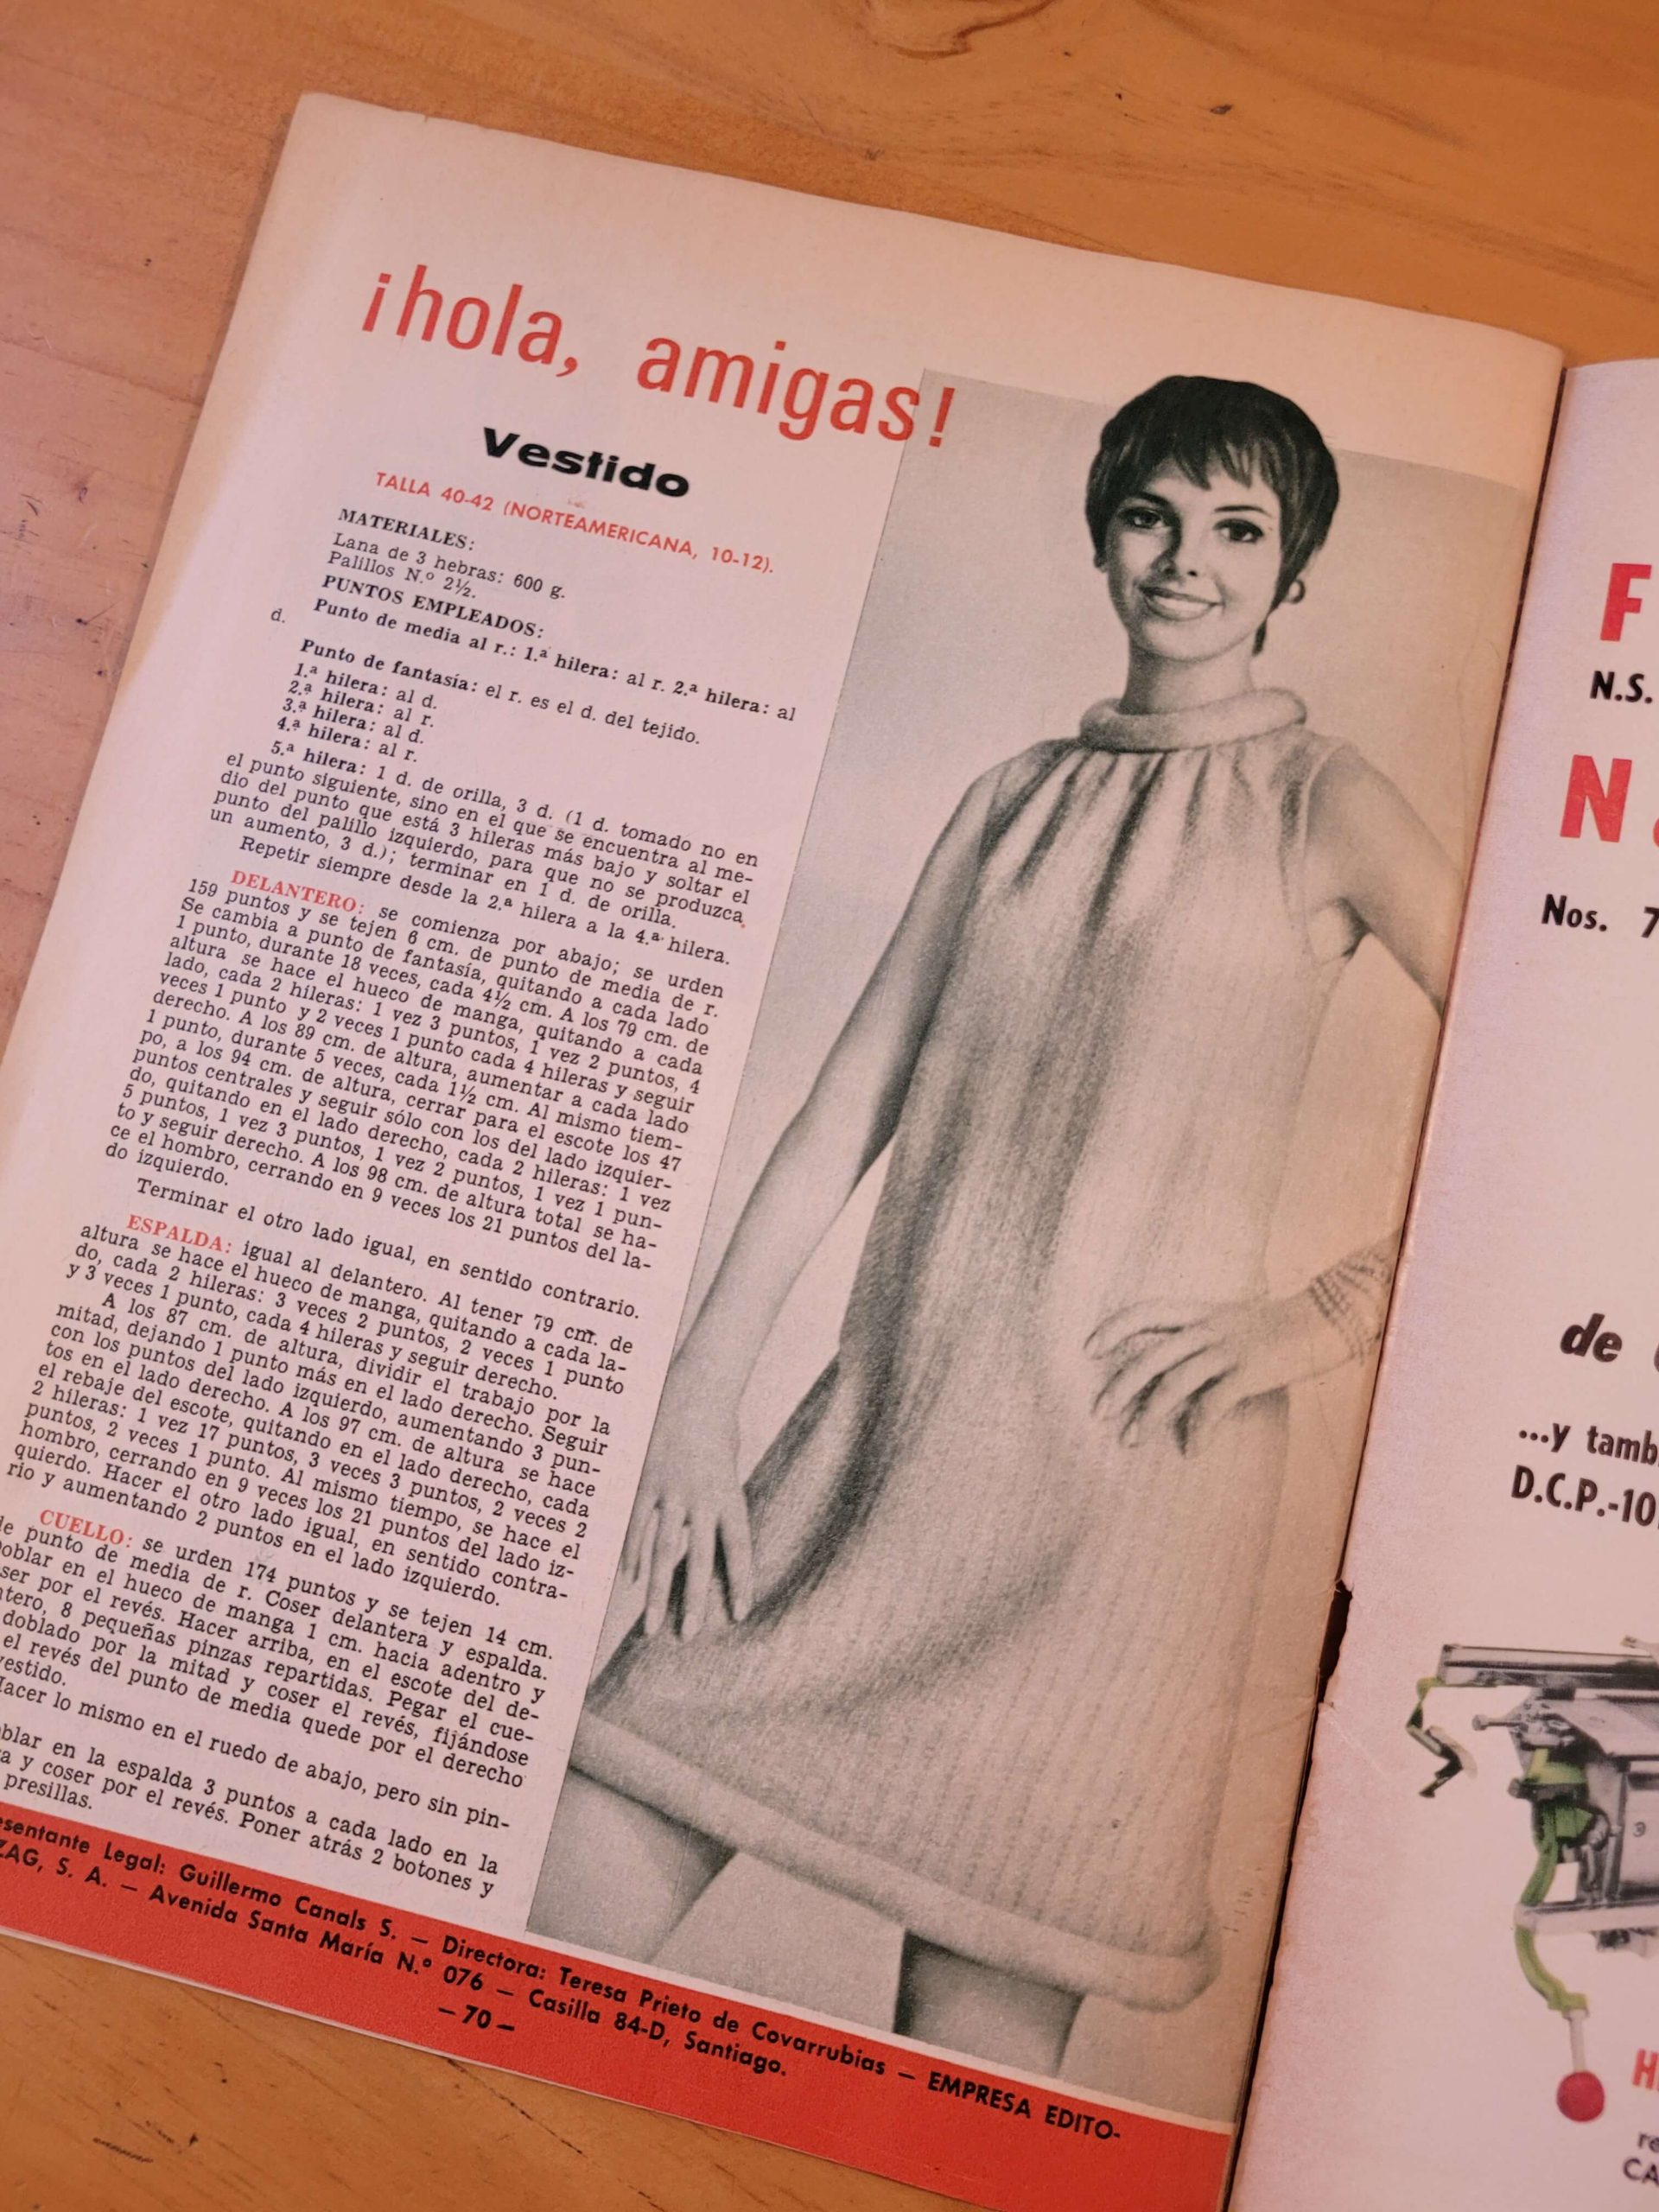 ¡hola, amigas!
Vestido
TALLA 40-42 (NORTEAMERICANA, 10-12).
MATERIALES:
Lana de 3 hebras: 600 g.
Palillos N.º 2½.
PUNTOS EMPLEADOS:
Punto de media al r.: 1.ª hilera: al r. 2.ª hilera: al
d.
Punto de fantasía: el r. es el d. del tejido.
1.ª hilera: al d.
2.ª hilera: al r.
3.ª hilera: al d.
4.ª hilera: al r.
5.ª hilera: 1 d. de orilla, 3 d. (1 d. tomado no en
el punto siguiente, sino en el que se encuentra al me-
dio del punto que está 3 hileras más bajo y soltar el
punto del palillo izquierdo, para que no se produzca
un aumento, 3 d.); terminar en 1 d. de orilla.
Repetir siempre desde la 2.ª hilera a la 4.ª hilera.
DELANTERO: se comienza por abajo; se urden
159 puntos y se tejen 6 cm. de punto de media de r.
Se cambia a punto de fantasía, quitando a cada lado
1 punto, durante 18 veces, cada 4½ cm. A los 79 cm. de
altura se hace el hueco de manga, quitando a cada
lado, cada 2 hileras: 1 vez 3 puntos, 1 vez 2 puntos, 4
veces 1 punto y 2 veces 1 punto cada 4 hileras y seguir
derecho. A los 89 cm. de altura, aumentar a cada lado
1 punto, durante 5 veces, cada 1½ cm. Al mismo tiem-
po, a los 94 cm. de altura, cerrar para el escote los 47
puntos centrales y seguir sólo con los del lado izquier-
do, quitando en el lado derecho, cada 2 hileras: 1 vez
5 puntos, 1 vez 3 puntos, 1 vez 2 puntos, 1 vez 1 pun-
to y seguir derecho. A los 98 cm. de altura total se ha-
ce el hombro, cerrando en 9 veces los 21 puntos del la-
do izquierdo.
Terminar el otro lado igual, en sentido contrario.
ESPALDA: igual al delantero. Al tener 79 cm. de
altura se hace el hueco de manga, quitando a cada la-
do, cada 2 hileras: 3 veces 2 puntos, 2 veces 1 punto
y 3 veces 1 punto, cada 4 hileras y seguir derecho.
A los 87 cm. de altura, dividir el trabajo por la
mitad, dejando 1 punto más en el lado derecho. Seguir
con los puntos del lado izquierdo, aumentando 3 pun-
tos en el lado derecho. A los 97 cm. de altura se hace
el rebaje del escote, quitando en el lado derecho, cada
2 hileras: 1 vez 17 puntos, 3 veces 3 puntos, 2 veces 2
puntos, 2 veces 1 punto. Al mismo tiempo, se hace el
hombro, cerrando en 9 veces los 21 puntos del lado iz-
quierdo. Hacer el otro lado igual, en sentido contra-
rio y aumentando 2 puntos en el lado izquierdo.
CUELLO: se urden 174 puntos y se tejen 14 cm.
de punto de media de r. Coser delantera y espalda.
oblar en el hueco de manga 1 cm. hacia adentro y
ser por el revés. Hacer arriba, en el escote del de-
ntero, 8 pequeñas pinzas repartidas. Pegar el cue-
doblado por la mitad y coser el revés, fijándose
el revés del punto de media quede por el derecho
vestido.
Hacer lo mismo en el ruedo de abajo, pero sin pin-
oblar en la espalda 3 puntos a cada lado en la
a y coser por el revés. Poner atrás 2 botones y
presillas.
esentante Legal: Guillermo Canals S. — Directora: Teresa Prieto de Covarrubias — EMPRESA EDITO-
ZAG, S. A. — Avenida Santa María N.º 076 — Casilla 84-D, Santiago.
— 70 —
F
N.S.
N
Nos. 7
de
...y tamb
D.C.P.-10
3
H
re
CA